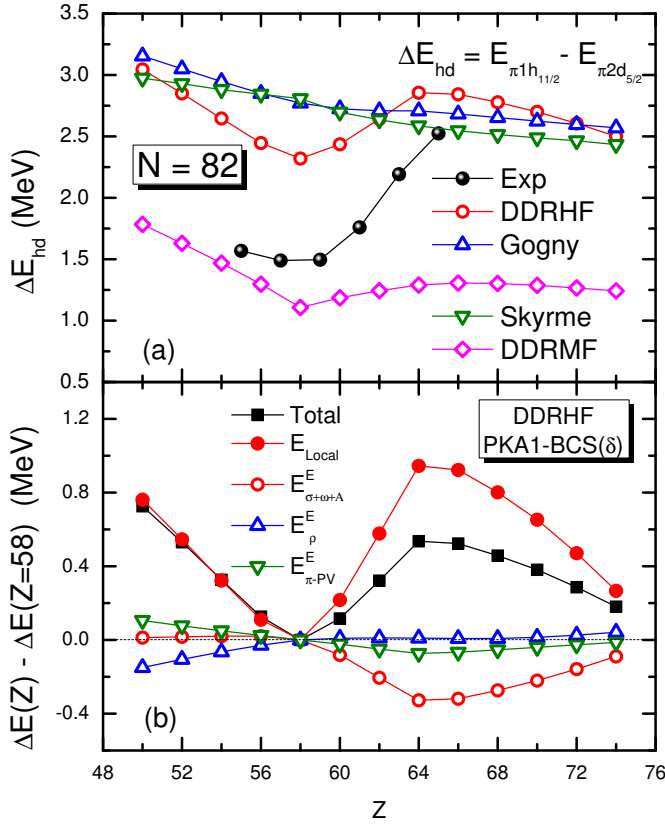 ΔE_hd = E_π1h_11/2 - E_π2d_5/2
3.5
3.0
2.5
2.0
1.5
1.0
0.5
ΔE_hd (MeV)
N = 82
Exp
DDRHF
Gogny
Skyrme
DDRMF
(a)
1.2
0.8
0.4
0.0
-0.4
ΔE(Z) - ΔE(Z=58) (MeV)
Total
E_Local
E^E_σ+ω+A
E^E_ρ
E^E_π-PV
DDRHF
PKA1-BCS(δ)
(b)
48 52 56 60 64 68 72 76
Z